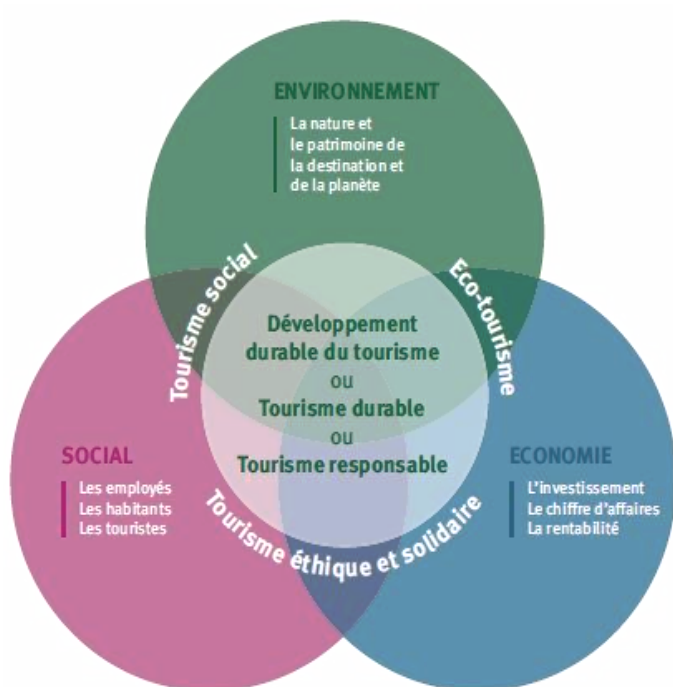 ENVIRONNEMENT
La nature et
le patrimoine de
la destination et
de la planète
Tourisme social
Eco-tourisme
Développement
durable du tourisme
ou
Tourisme durable
ou
Tourisme responsable
SOCIAL
Les employés
Les habitants
Les touristes
ECONOMIE
L'investissement
Le chiffre d'affaires
La rentabilité
Tourisme éthique et solidaire